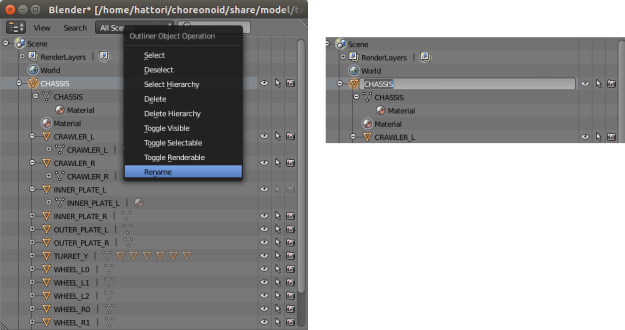 Blender* [/home/hattori/choreonoid/share/model/ta
View Search All Sce
Outliner Object Operation
Select
Deselect
Select Hierarchy
Delete
Delete Hierarchy
Toggle Visible
Toggle Selectable
Toggle Renderable
Rename
Scene
RenderLayers |
World
CHASSIS
CHASSIS
Material
Material
CRAWLER_L
CRAWLER_L |
CRAWLER_R
CRAWLER_R |
INNER_PLATE_L
INNER_PLATE_L |
INNER_PLATE_R |
OUTER_PLATE_L |
OUTER_PLATE_R |
TURRET_Y |
WHEEL_L0 |
WHEEL_L1 |
WHEEL_L2 |
WHEEL_R0 |
WHEEL_R1 |
Scene
RenderLayers |
World
CHASSIS
CHASSIS
Material
Material
CRAWLER_L